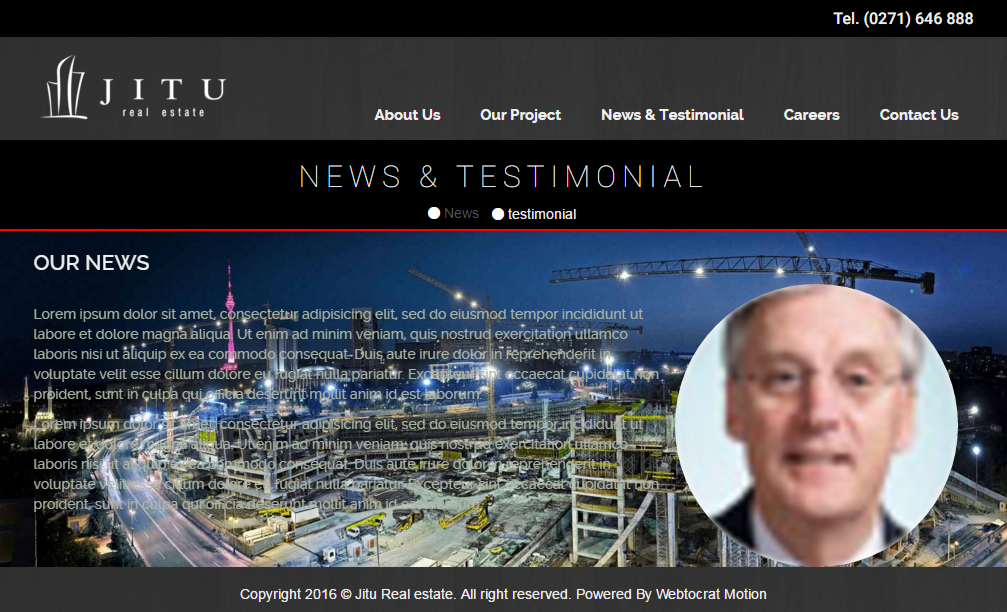 Tel. (0271) 646 888
JITU
real estate
About Us Our Project News & Testimonial Careers Contact Us
NEWS & TESTIMONIAL
News testimonial
OUR NEWS
Lorem ipsum dolor sit amet, consectetur adipisicing elit, sed do eiusmod tempor incididunt ut
labore et dolore magna aliqua. Ut enim ad minim veniam, quis nostrud exercitation ullamco
laboris nisi ut aliquip ex ea commodo consequat. Duis aute irure dolor in reprehenderit in
voluptate velit esse cillum dolore eu fugiat nulla pariatur. Excepteur sint occaecat cupidatat non
proident, sunt in culpa qui officia deserunt mollit anim id est laborum.
Lorem ipsum dolor sit amet, consectetur adipisicing elit, sed do eiusmod tempor incididunt ut
labore et dolore magna aliqua. Ut enim ad minim veniam, quis nostrud exercitation ullamco
laboris nisi ut aliquip ex ea commodo consequat. Duis aute irure dolor in reprehenderit in
voluptate velit esse cillum dolore eu fugiat nulla pariatur. Excepteur sint occaecat cupidatat non
proident, sunt in culpa qui officia deserunt mollit anim id est laborum.
Copyright 2016 © Jitu Real estate. All right reserved. Powered By Webtocrat Motion